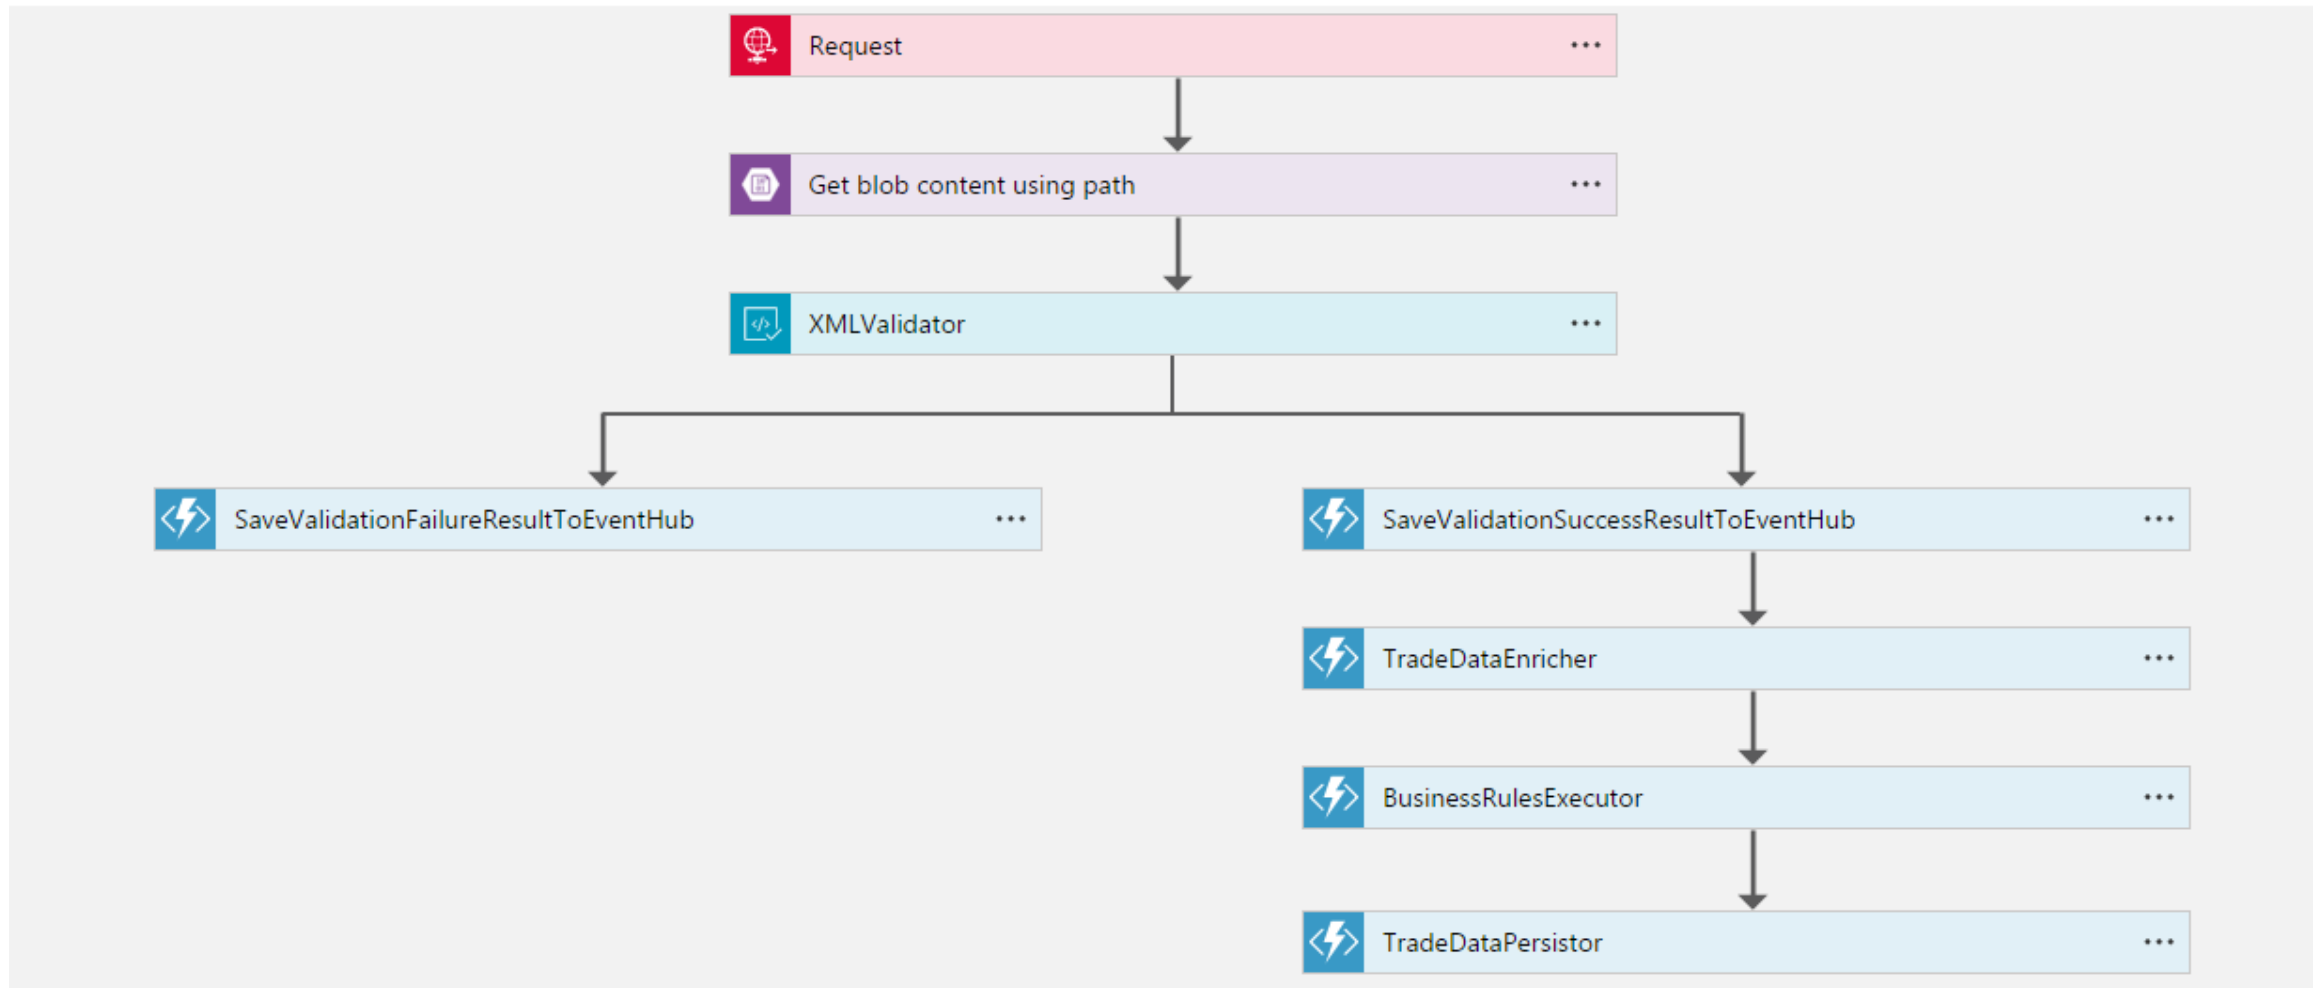 Request
Get blob content using path
XMLValidator
SaveValidationFailureResultToEventHub
SaveValidationSuccessResultToEventHub
TradeDataEnricher
BusinessRulesExecutor
TradeDataPersistor